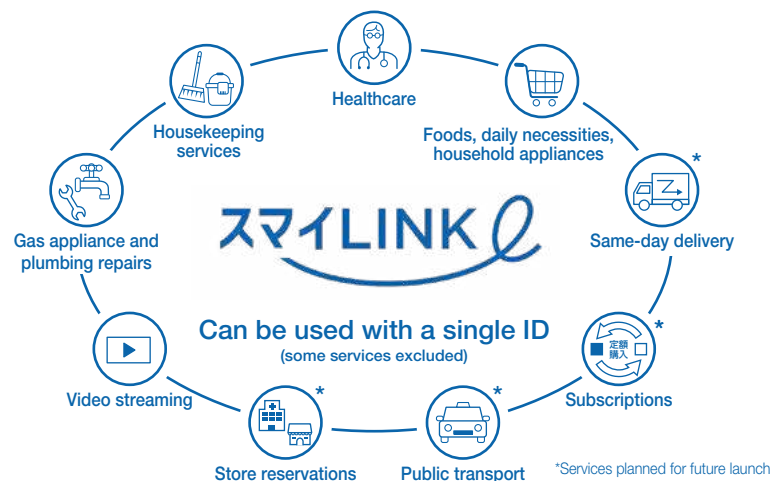 Healthcare
Housekeeping
services
Foods, daily necessities,
household appliances
*
Gas appliance and
plumbing repairs
スマイLINK
Same-day delivery
Can be used with a single ID
(some services excluded)
*
定額
購入
Video streaming
Subscriptions
*
*
Store reservations
Public transport
*Services planned for future launch